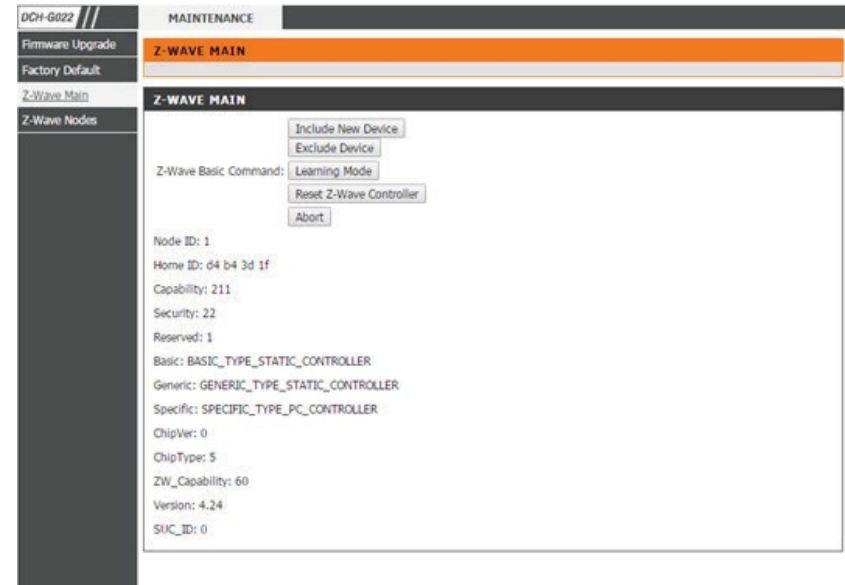 DCH-G022
MAINTENANCE
Firmware Upgrade
Factory Default
Z-Wave Main
Z-Wave Nodes
Z-WAVE MAIN
Z-WAVE MAIN
Z-Wave Basic Command:
Include New Device
Exclude Device
Learning Mode
Reset Z-Wave Controller
Abort
Node ID: 1
Home ID: d4 b4 3d 1f
Capability: 211
Security: 22
Reserved: 1
Basic: BASIC_TYPE_STATIC_CONTROLLER
Generic: GENERIC_TYPE_STATIC_CONTROLLER
Specific: SPECIFIC_TYPE_PC_CONTROLLER
ChipVer: 0
ChipType: 5
ZW_Capability: 60
Version: 4.24
SUC_ID: 0